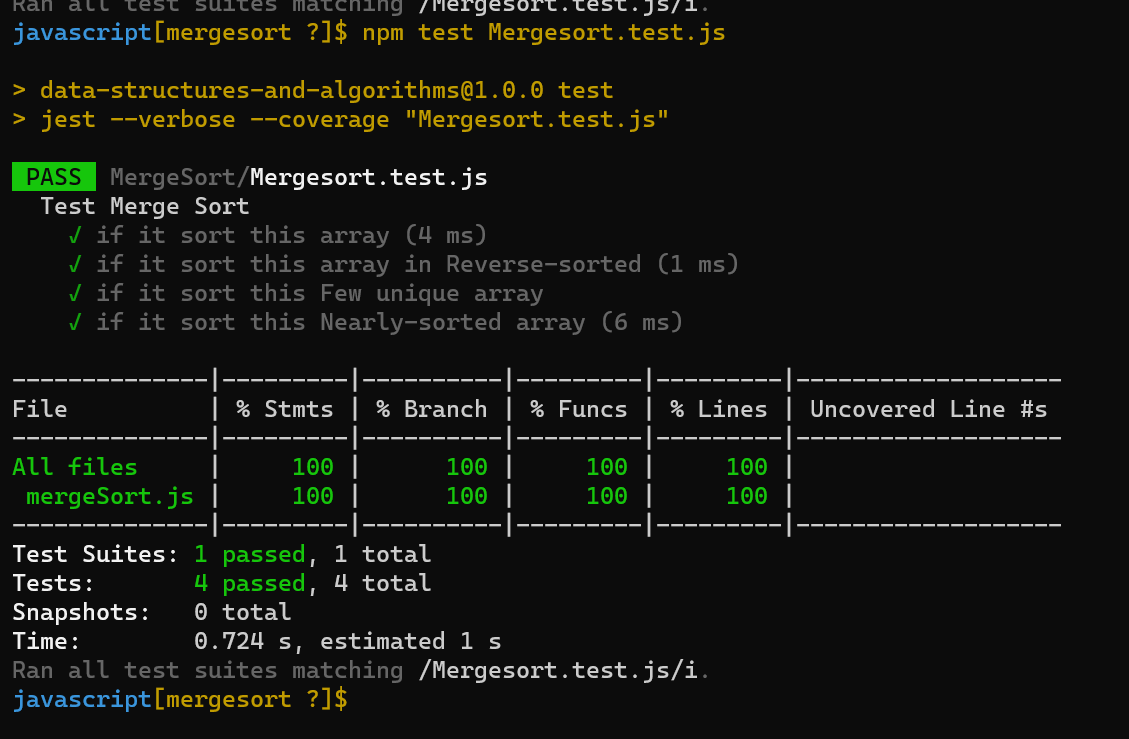 Ran all test suites matching /Mergesort.test.js/i.
javascript[mergesort ?]$ npm test Mergesort.test.js
> data-structures-and-algorithms@1.0.0 test
> jest --verbose --coverage "Mergesort.test.js"
PASS MergeSort/Mergesort.test.js
Test Merge Sort
√ if it sort this array (4 ms)
√ if it sort this array in Reverse-sorted (1 ms)
√ if it sort this Few unique array
√ if it sort this Nearly-sorted array (6 ms)
--------------|---------|----------|---------|---------|-------------------
File          | % Stmts | % Branch | % Funcs | % Lines | Uncovered Line #s
--------------|---------|----------|---------|---------|-------------------
All files     |     100 |      100 |     100 |     100 |
 mergeSort.js |     100 |      100 |     100 |     100 |
--------------|---------|----------|---------|---------|-------------------
Test Suites: 1 passed, 1 total
Tests:       4 passed, 4 total
Snapshots:   0 total
Time:        0.724 s, estimated 1 s
Ran all test suites matching /Mergesort.test.js/i.
javascript[mergesort ?]$